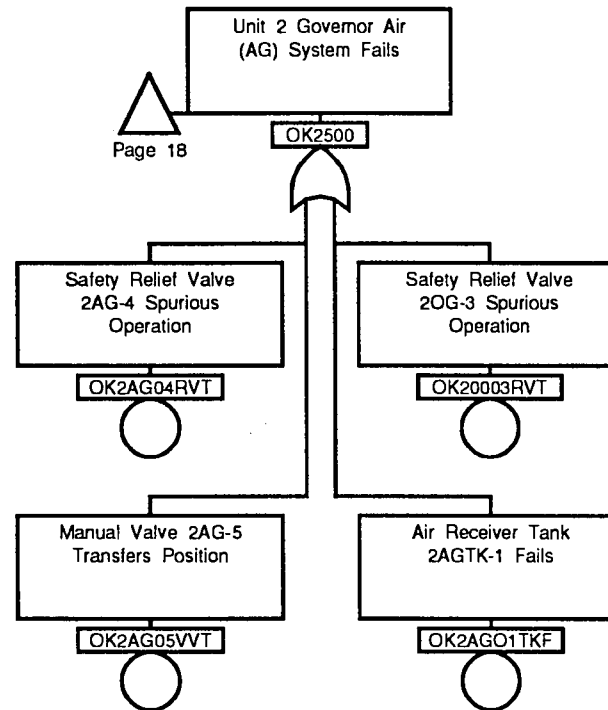 Unit 2 Governor Air
(AG) System Fails
Page 18
OK2500
Safety Relief Valve
2AG-4 Spurious
Operation
OK2AG04RVT
Safety Relief Valve
2OG-3 Spurious
Operation
OK20003RVT
Manual Valve 2AG-5
Transfers Position
OK2AG05VVT
Air Receiver Tank
2AGTK-1 Fails
OK2AGO1TKF